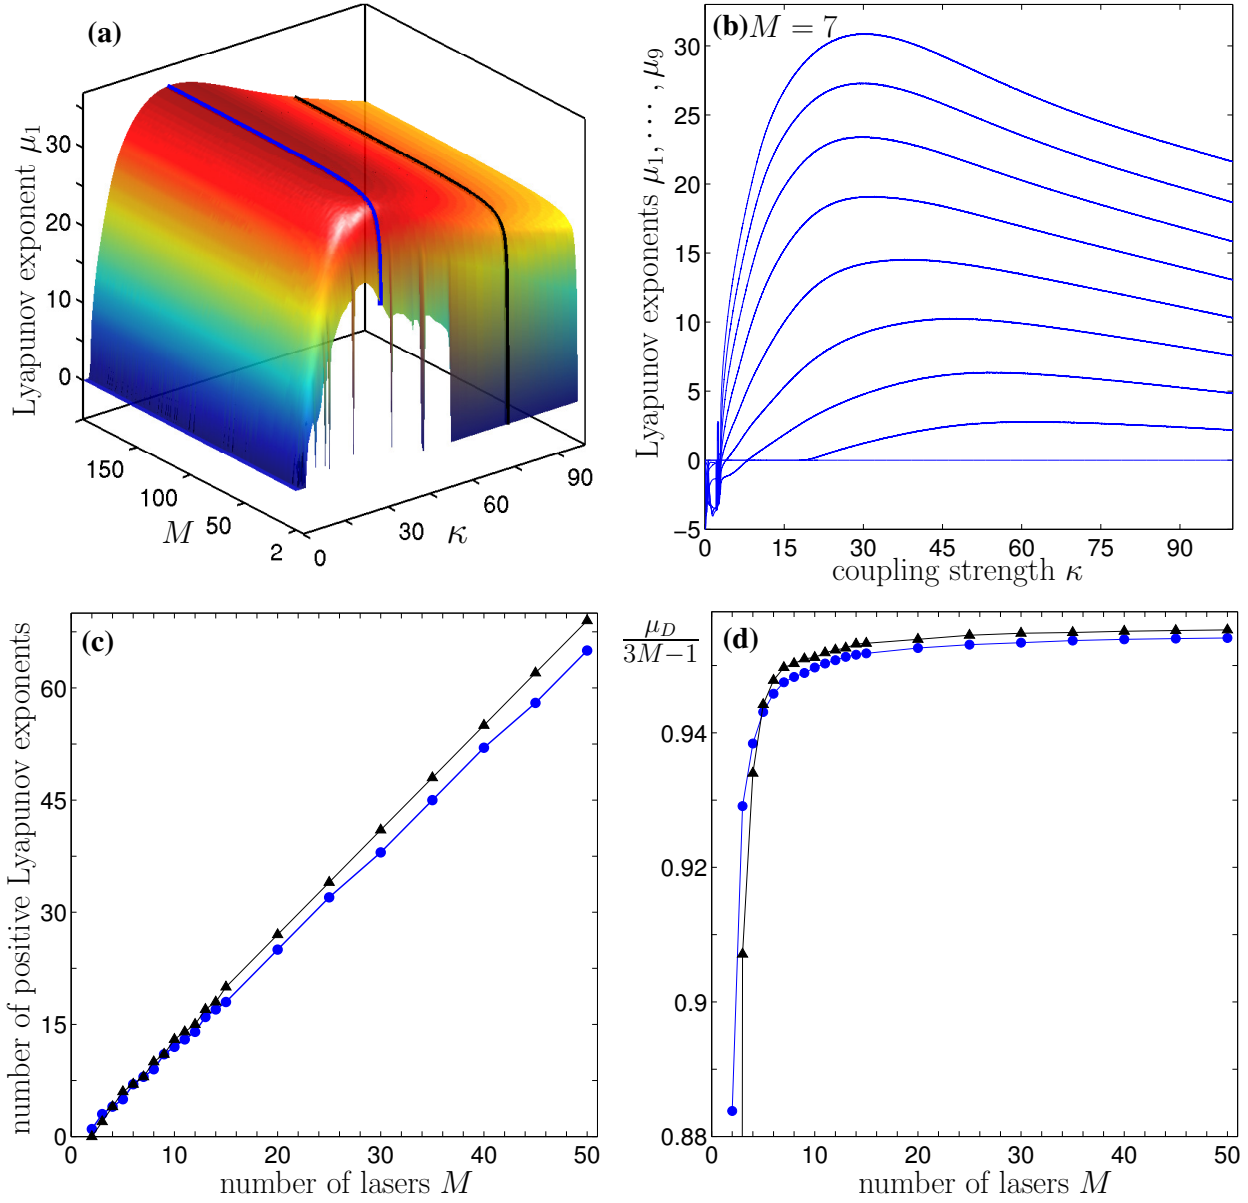 (a)
Lyapunov exponent μ₁
30
20
10
0
150
100
50
2
M
0
30
60
90
κ
(b) M = 7
Lyapunov exponents μ₁, ⋯ , μ₉
30
25
20
15
10
5
0
−5
0 15 30 45 60 75 90
coupling strength κ
(c)
number of positive Lyapunov exponents
60
45
30
15
0
0 10 20 30 40 50
number of lasers M
(d)
μ_D
3M−1
0.94
0.92
0.9
0.88
0 10 20 30 40 50
number of lasers M